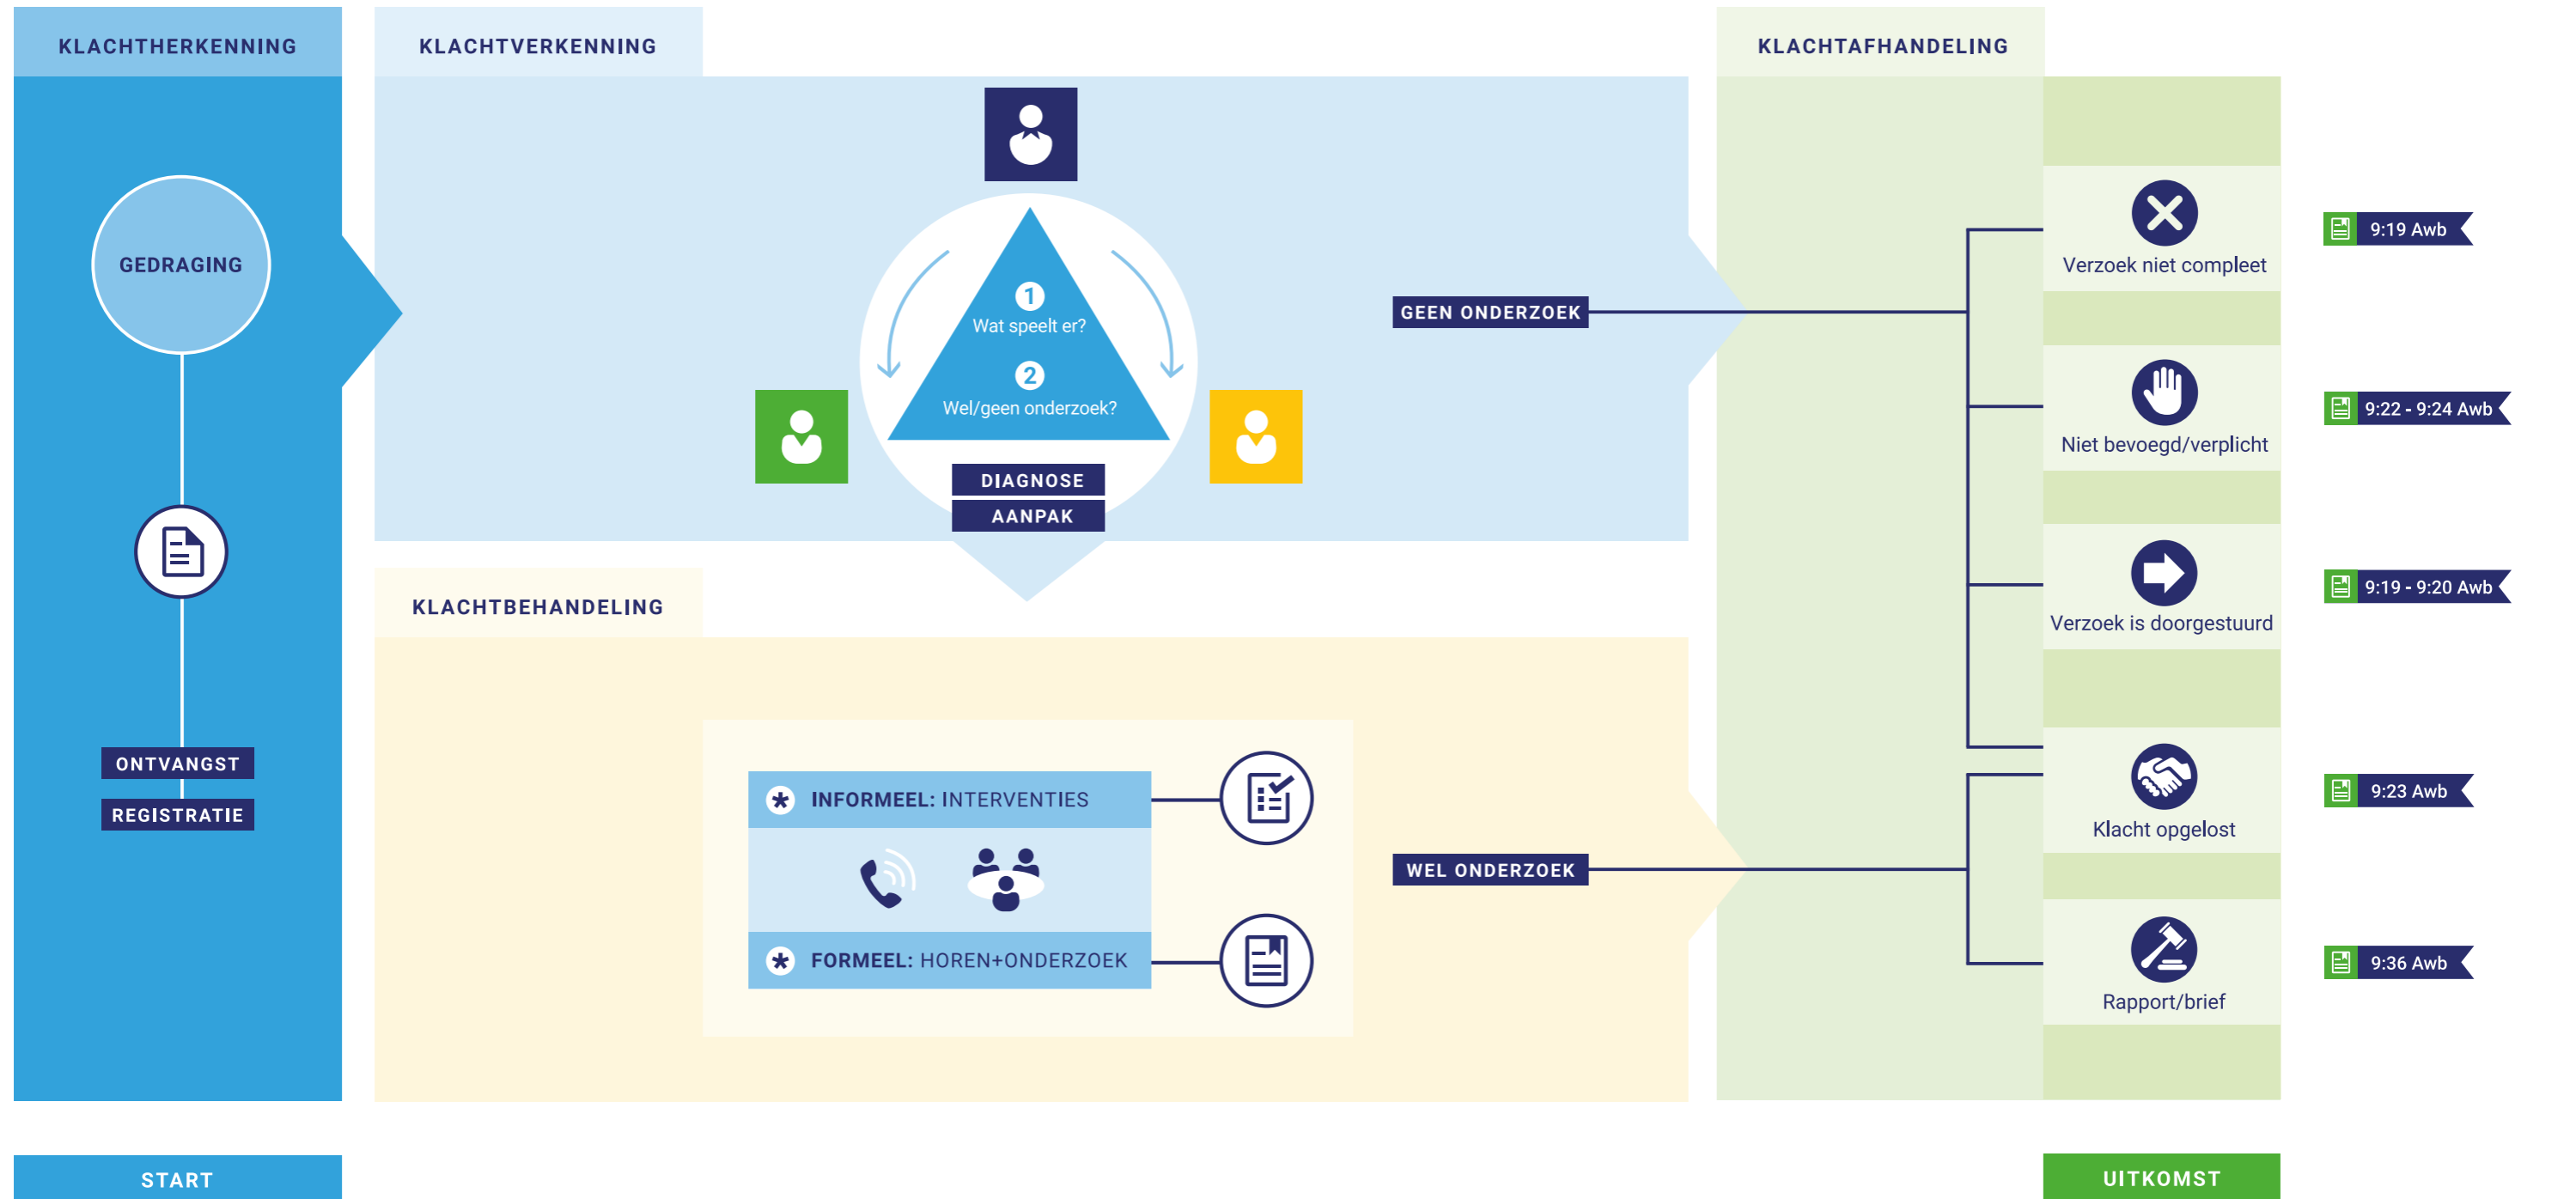 KLACHTHERKENNING
GEDRAGING
ONTVANGST
REGISTRATIE
START
KLACHTVERKENNING
1
Wat speelt er?
2
Wel/geen onderzoek?
DIAGNOSE
AANPAK
GEEN ONDERZOEK
KLACHTBEHANDELING
* INFORMEEL: INTERVENTIES
* FORMEEL: HOREN+ONDERZOEK
WEL ONDERZOEK
KLACHTAFHANDELING
Verzoek niet compleet
9:19 Awb
Niet bevoegd/verplicht
9:22 - 9:24 Awb
Verzoek is doorgestuurd
9:19 - 9:20 Awb
Klacht opgelost
9:23 Awb
Rapport/brief
9:36 Awb
UITKOMST